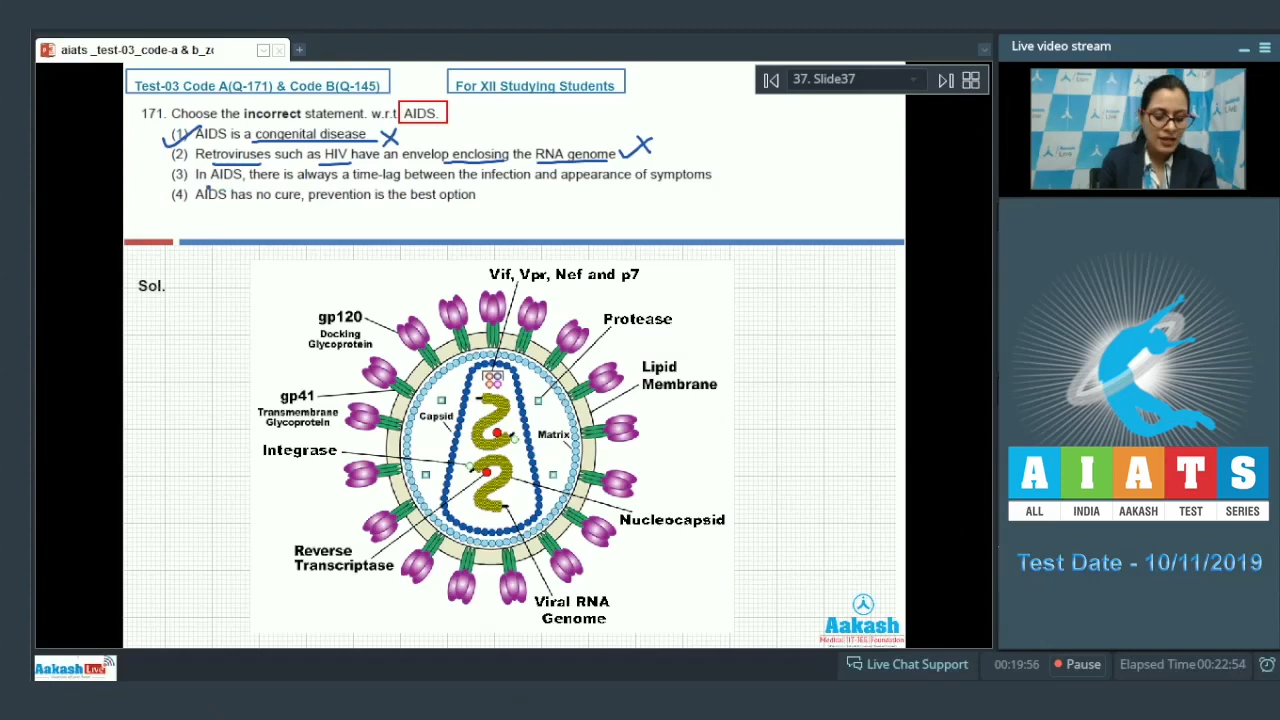 aiats _test-03_code-a & b_z
Live video stream
Test-03 Code A(Q-171) & Code B(Q-145)
For XII Studying Students
37. Slide37
171. Choose the incorrect statement. w.r.t. AIDS.
(1) AIDS is a congenital disease
(2) Retroviruses such as HIV have an envelop enclosing the RNA genome
(3) In AIDS, there is always a time-lag between the infection and appearance of symptoms
(4) AIDS has no cure, prevention is the best option
Sol.
Vif, Vpr, Nef and p7
gp120
Docking
Glycoprotein
Protease
Lipid
Membrane
gp41
Transmembrane
Glycoprotein
Capsid
Matrix
Integrase
Nucleocapsid
Reverse
Transcriptase
Viral RNA
Genome
Aakash
Medical|IIT-JEE|Foundations
A I A T S
ALL INDIA AAKASH TEST SERIES
Test Date - 10/11/2019
Aakash Live
Live Chat Support
00:19:56
Pause
Elapsed Time 00:22:54